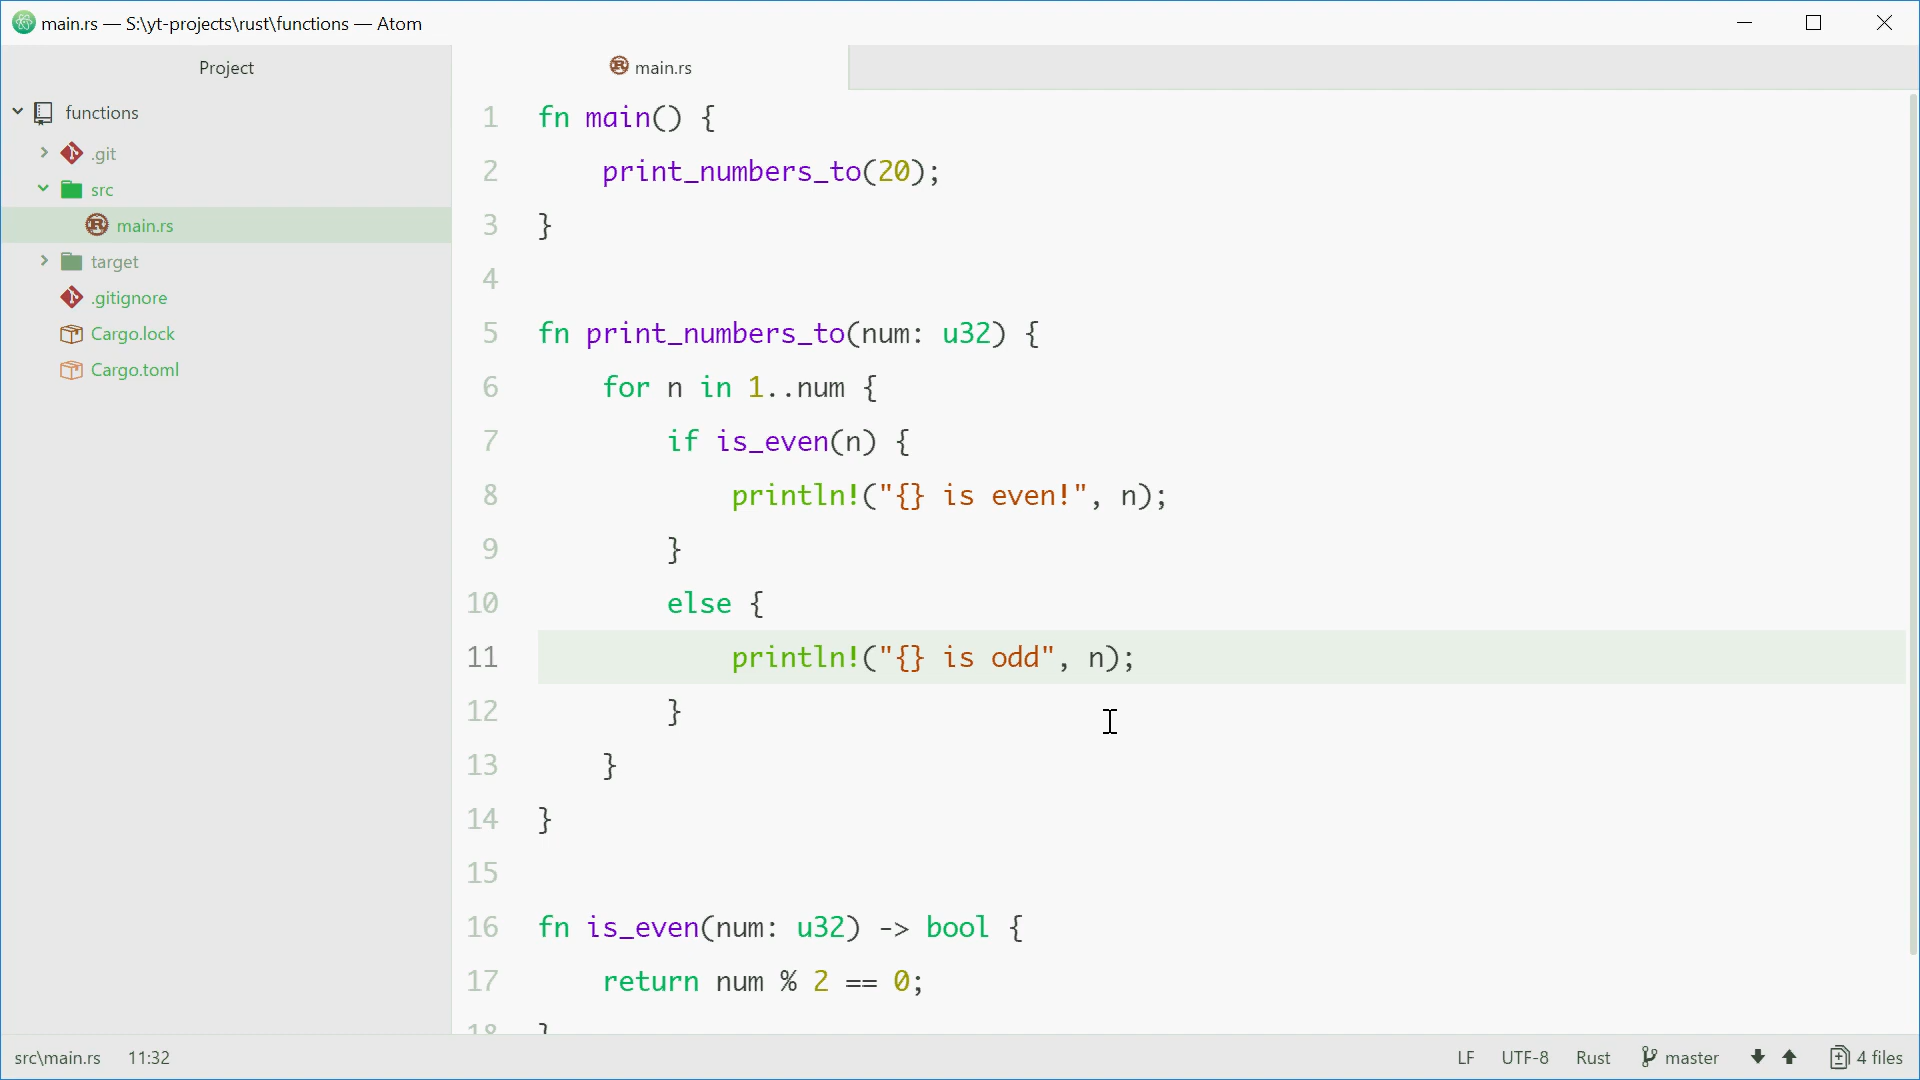 main.rs — S:\yt-projects\rust\functions — Atom
Project
functions
.git
src
main.rs
target
.gitignore
Cargo.lock
Cargo.toml
main.rs
1 fn main() {
2     print_numbers_to(20);
3 }
4
5 fn print_numbers_to(num: u32) {
6     for n in 1..num {
7         if is_even(n) {
8             println!("{} is even!", n);
9         }
10         else {
11             println!("{} is odd", n);
12         }
13     }
14 }
15
16 fn is_even(num: u32) -> bool {
17     return num % 2 == 0;
18 }
src\main.rs 11:32 LF UTF-8 Rust master 4 files